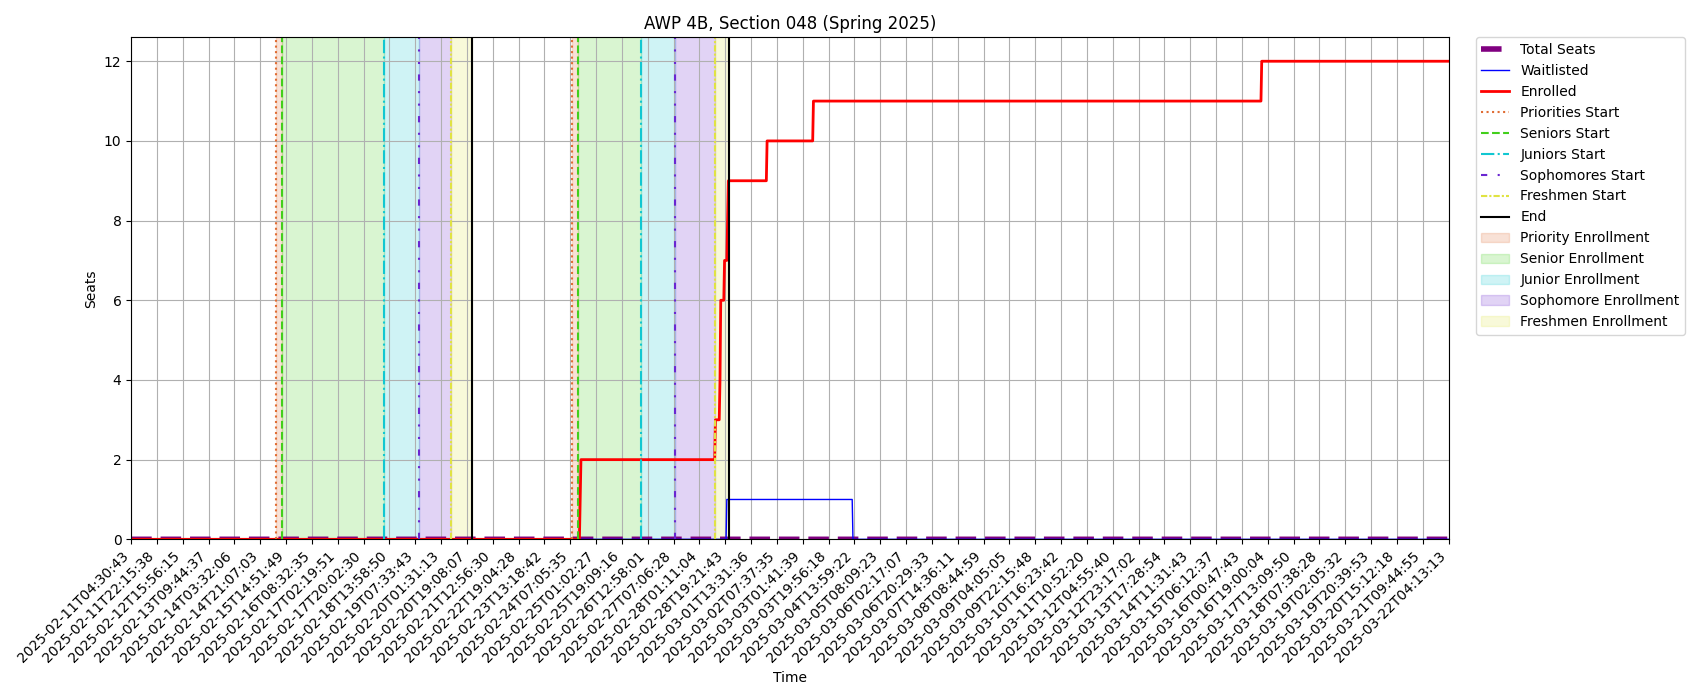 AWP 4B, Section 048 (Spring 2025)
Total Seats
Waitlisted
Enrolled
Priorities Start
Seniors Start
Juniors Start
Sophomores Start
Freshmen Start
End
Priority Enrollment
Senior Enrollment
Junior Enrollment
Sophomore Enrollment
Freshmen Enrollment
Seats
12
10
8
6
4
2
0
2025-02-11T04:30:43
2025-02-11T22:15:38
2025-02-12T15:56:15
2025-02-13T09:44:37
2025-02-14T03:32:06
2025-02-14T21:07:03
2025-02-15T14:51:49
2025-02-16T08:32:35
2025-02-17T02:19:51
2025-02-17T20:02:30
2025-02-18T13:58:50
2025-02-19T07:33:43
2025-02-20T01:31:13
2025-02-20T19:08:07
2025-02-21T12:56:30
2025-02-22T19:04:28
2025-02-23T13:18:42
2025-02-24T07:05:35
2025-02-25T01:02:27
2025-02-25T19:09:16
2025-02-26T12:58:01
2025-02-27T07:06:28
2025-02-28T01:11:04
2025-02-28T19:21:43
2025-03-01T13:31:36
2025-03-02T07:37:35
2025-03-03T01:41:39
2025-03-03T19:56:18
2025-03-04T13:59:22
2025-03-05T08:09:23
2025-03-06T02:17:07
2025-03-06T20:29:33
2025-03-07T14:36:11
2025-03-08T08:44:59
2025-03-09T04:05:05
2025-03-09T22:15:48
2025-03-10T16:23:42
2025-03-11T10:52:20
2025-03-12T04:55:40
2025-03-12T23:17:02
2025-03-13T17:28:54
2025-03-14T11:31:43
2025-03-15T06:12:37
2025-03-16T00:47:43
2025-03-16T19:00:04
2025-03-17T13:09:50
2025-03-18T07:38:28
2025-03-19T02:05:32
2025-03-19T20:39:53
2025-03-20T15:12:18
2025-03-21T09:44:55
2025-03-22T04:13:13
Time